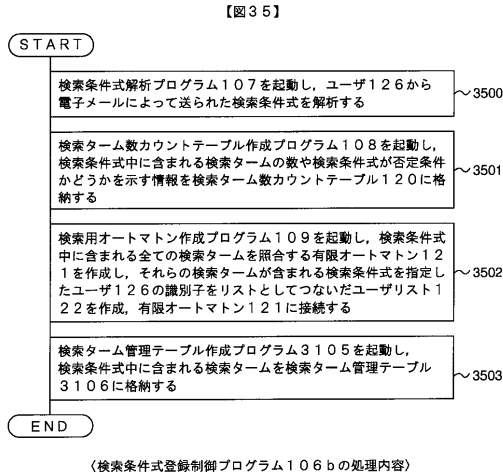 【図35】
START
検索条件式解析プログラム107を起動し，ユーザ126から
電子メールによって送られた検索条件式を解析する
3500
検索ターム数カウントテーブル作成プログラム108を起動し，
検索条件式中に含まれる検索タームの数や検索条件式が否定条件
かどうかを示す情報を検索ターム数カウントテーブル120に格
納する
3501
検索用オートマトン作成プログラム109を起動し，検索条件式
中に含まれる全ての検索タームを照合する有限オートマトン12
1を作成し，それらの検索タームが含まれる検索条件式を指定し
たユーザ126の識別子をリストとしてつないだユーザリスト1
22を作成，有限オートマトン121に接続する
3502
検索ターム管理テーブル作成プログラム3105を起動し，
検索条件式中に含まれる検索タームを検索ターム管理テーブル
3106に格納する
3503
END
〈検索条件式登録制御プログラム106bの処理内容〉